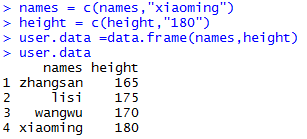 > names = c(names,"xiaoming")
> height = c(height,"180")
> user.data =data.frame(names,height)
> user.data
     names height
1 zhangsan    165
2     lisi    175
3   wangwu    170
4 xiaoming    180